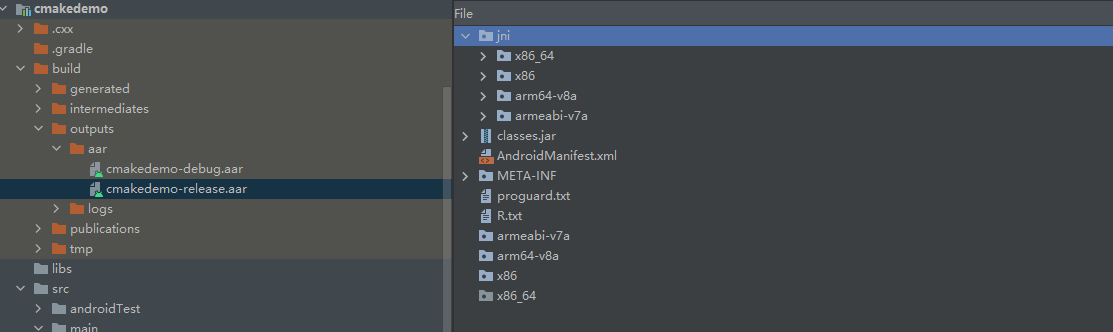 cmakedemo
.cxx
.gradle
build
generated
intermediates
outputs
aar
cmakedemo-debug.aar
cmakedemo-release.aar
logs
publications
tmp
libs
src
androidTest
main
File
jni
x86_64
x86
arm64-v8a
armeabi-v7a
classes.jar
AndroidManifest.xml
META-INF
proguard.txt
R.txt
armeabi-v7a
arm64-v8a
x86
x86_64